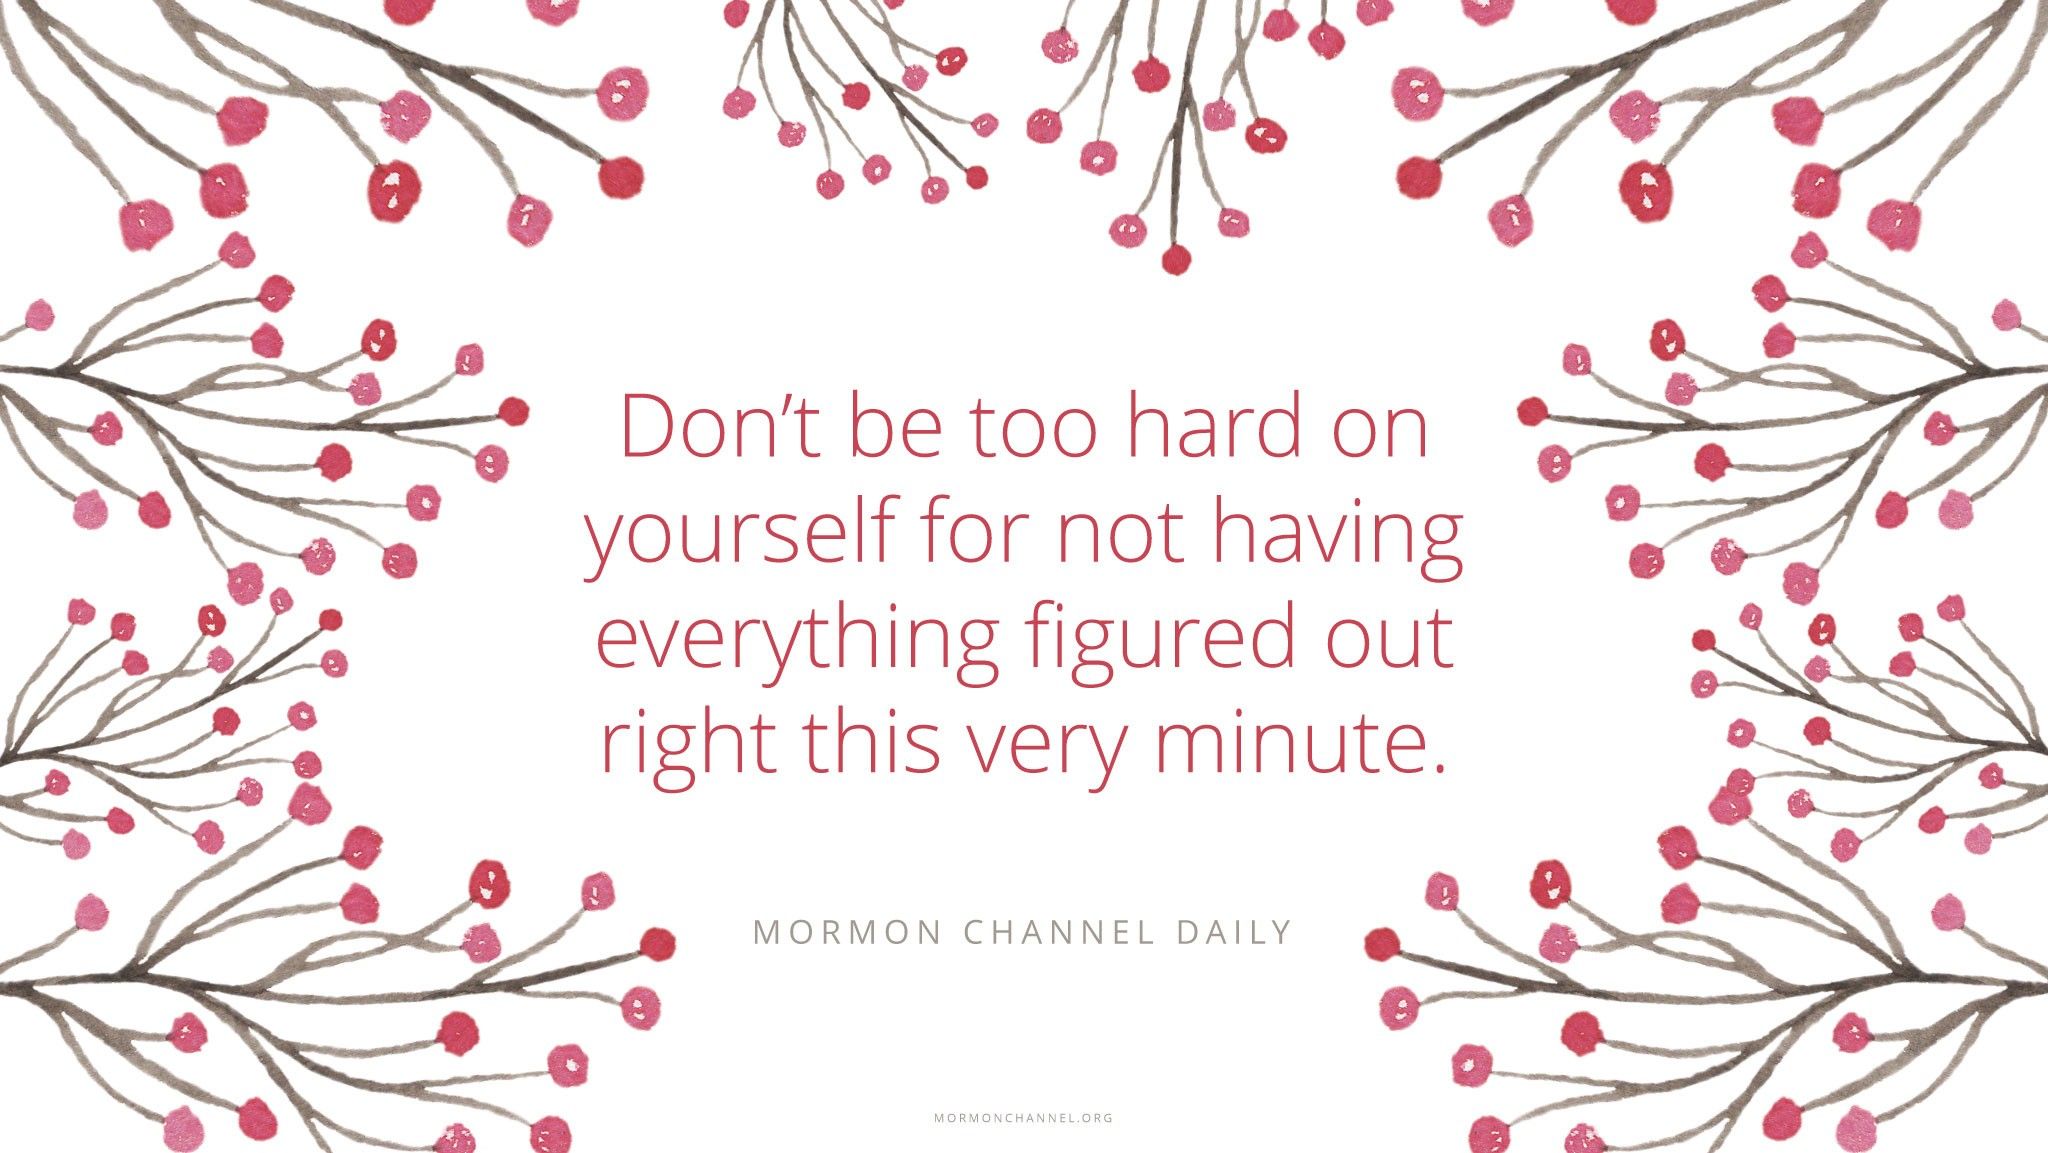 Don’t be too hard on
yourself for not having
everything figured out
right this very minute.
MORMON CHANNEL DAILY
MORMONCHANNEL.ORG